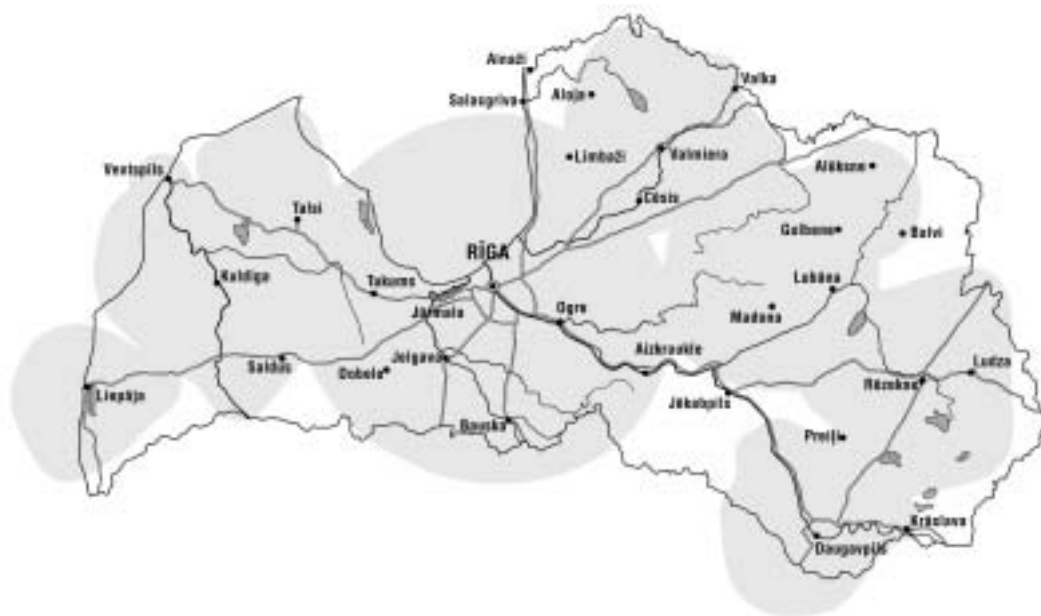 Ainaži
Valka
Salacgrīva
Aloja
Valmiera
Limbaži
Alūksne
Ventspils
Cēsis
Talsi
Gulbene
Balvi
RĪGA
Kuldīga
Lubāna
Tukums
Ogre
Jūrmala
Madona
Aizkraukle
Jelgava
Saldus
Dobele
Ludza
Rēzekne
Liepāja
Jēkabpils
Bauska
Preiļi
Krāslava
Daugavpils